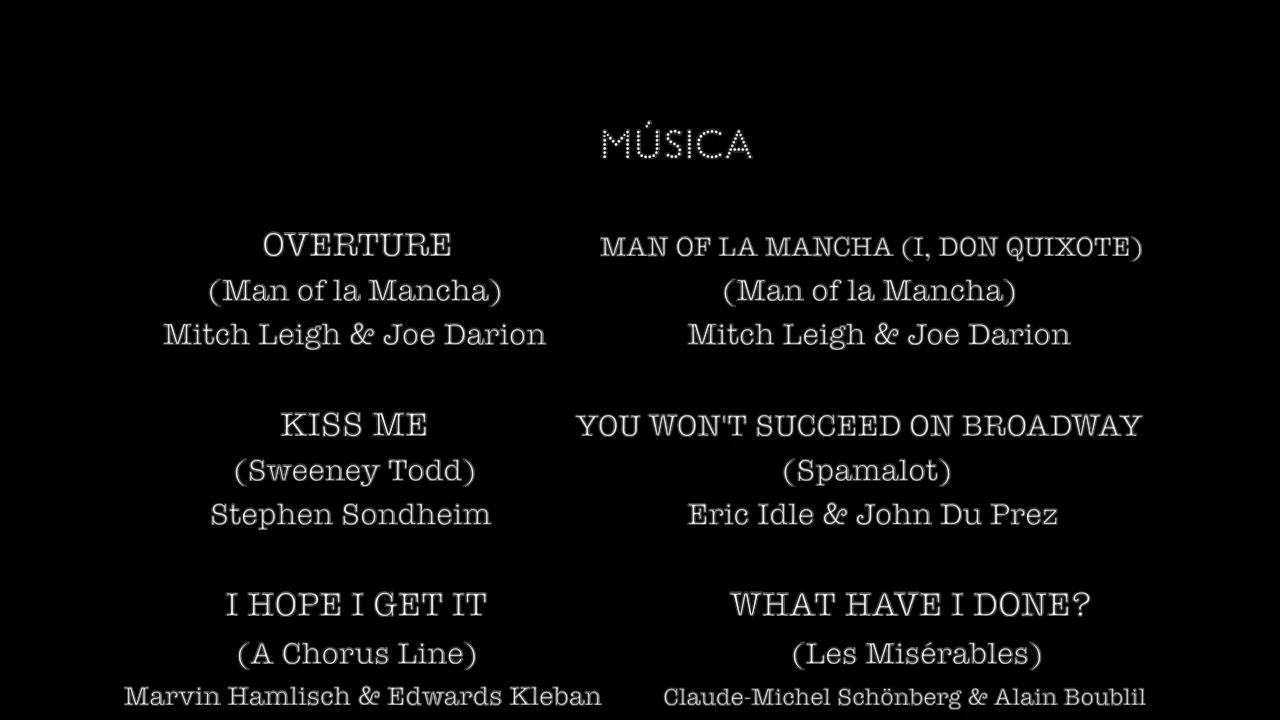 MÚSICA
OVERTURE
(Man of la Mancha)
Mitch Leigh & Joe Darion
MAN OF LA MANCHA (I, DON QUIXOTE)
(Man of la Mancha)
Mitch Leigh & Joe Darion
KISS ME
(Sweeney Todd)
Stephen Sondheim
YOU WON'T SUCCEED ON BROADWAY
(Spamalot)
Eric Idle & John Du Prez
I HOPE I GET IT
(A Chorus Line)
Marvin Hamlisch & Edwards Kleban
WHAT HAVE I DONE?
(Les Misérables)
Claude-Michel Schönberg & Alain Boublil